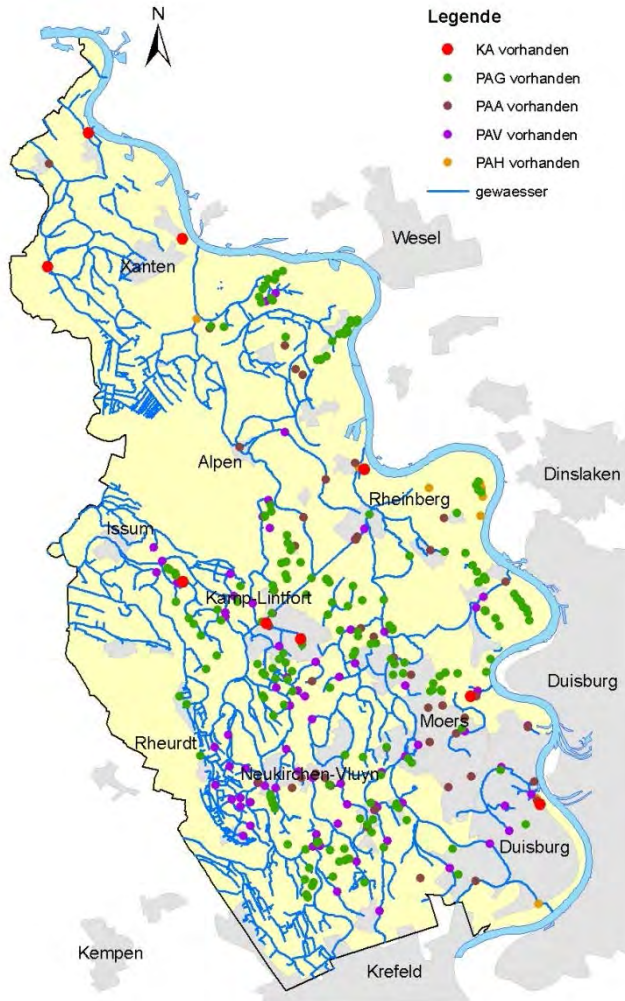 Legende
N
KA vorhanden
PAG vorhanden
PAA vorhanden
PAV vorhanden
PAH vorhanden
gewaesser
Wesel
Xanten
Alpen
Dinslaken
Rheinberg
Issum
Kamp-Lintfort
Duisburg
Moers
Rheurdt
Neukirchen-Vluyn
Duisburg
Kempen
Krefeld